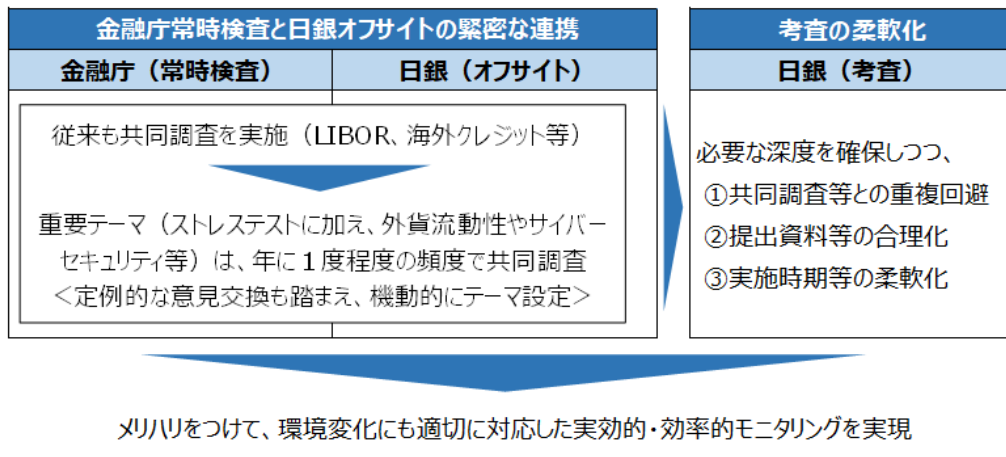 金融庁常時検査と日銀オフサイトの緊密な連携
金融庁（常時検査）
日銀（オフサイト）
従来も共同調査を実施（LIBOR、海外クレジット等）
重要テーマ（ストレステストに加え、外貨流動性やサイバー
セキュリティ等）は、年に１度程度の頻度で共同調査
＜定例的な意見交換も踏まえ、機動的にテーマ設定＞
考査の柔軟化
日銀（考査）
必要な深度を確保しつつ、
①共同調査等との重複回避
②提出資料等の合理化
③実施時期等の柔軟化
メリハリをつけて、環境変化にも適切に対応した実効的・効率的モニタリングを実現